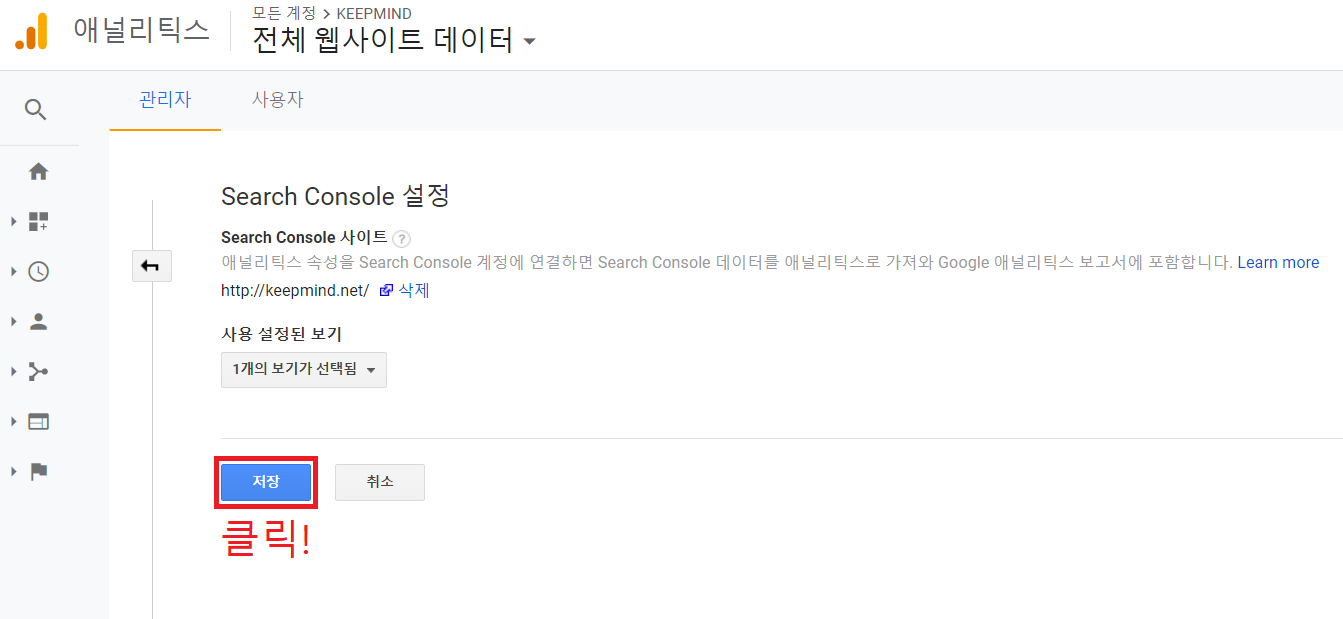 애널리틱스
모든 계정 > KEEPMIND
전체 웹사이트 데이터
관리자 사용자
Search Console 설정
Search Console 사이트 ?
애널리틱스 속성을 Search Console 계정에 연결하면 Search Console 데이터를 애널리틱스로 가져와 Google 애널리틱스 보고서에 포함합니다. Learn more
http://keepmind.net/ 삭제
사용 설정된 보기
1개의 보기가 선택됨
저장 취소
클릭!